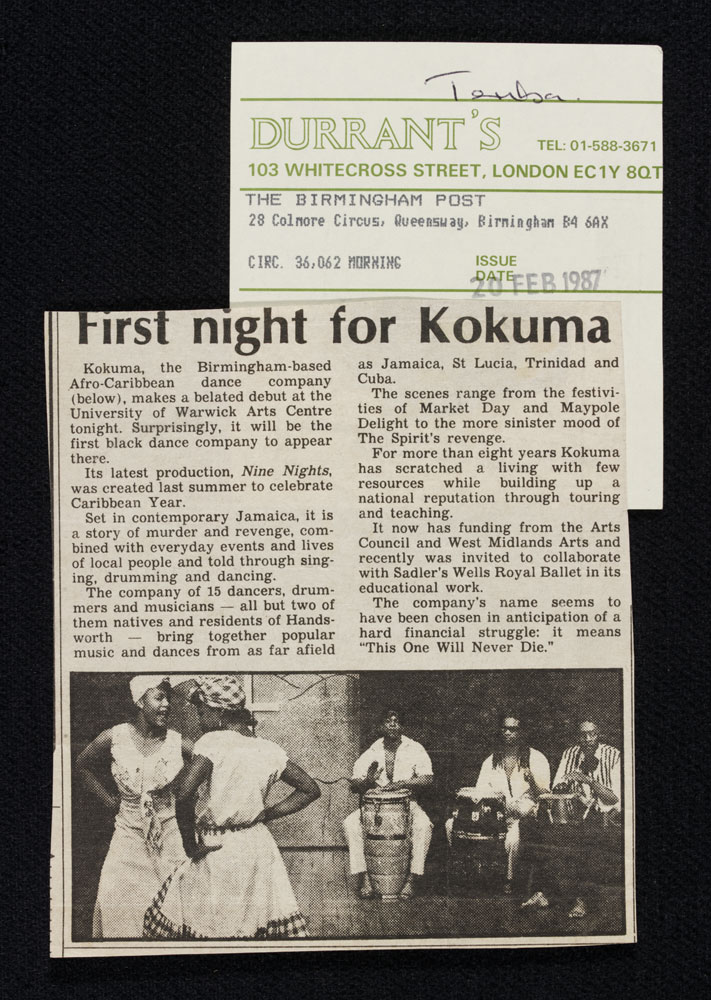 Temba.
DURRANT'S
TEL: 01-588-3671
103 WHITECROSS STREET, LONDON EC1Y 8QT
THE BIRMINGHAM POST
28 Colmore Circus, Queensway, Birmingham B4 6AX
CIRC. 36,062 MORNING
ISSUE
DATE
20 FEB 1987
First night for Kokuma
Kokuma, the Birmingham-based
Afro-Caribbean dance company
(below), makes a belated debut at the
University of Warwick Arts Centre
tonight. Surprisingly, it will be the
first black dance company to appear
there.
Its latest production, Nine Nights,
was created last summer to celebrate
Caribbean Year.
Set in contemporary Jamaica, it is
a story of murder and revenge, com-
bined with everyday events and lives
of local people and told through sing-
ing, drumming and dancing.
The company of 15 dancers, drum-
mers and musicians — all but two of
them natives and residents of Hands-
worth — bring together popular
music and dances from as far afield
as Jamaica, St Lucia, Trinidad and
Cuba.
The scenes range from the festivi-
ties of Market Day and Maypole
Delight to the more sinister mood of
The Spirit's revenge.
For more than eight years Kokuma
has scratched a living with few
resources while building up a
national reputation through touring
and teaching.
It now has funding from the Arts
Council and West Midlands Arts and
recently was invited to collaborate
with Sadler's Wells Royal Ballet in its
educational work.
The company's name seems to
have been chosen in anticipation of a
hard financial struggle: it means
"This One Will Never Die."